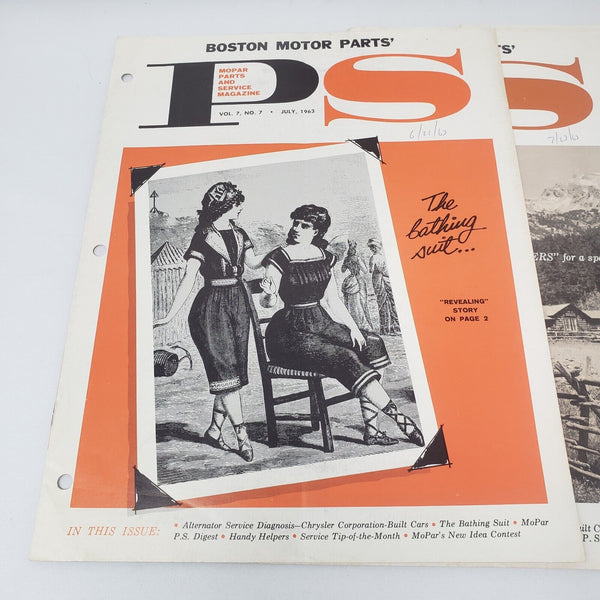 BOSTON MOTOR PARTS'
PS
MOPAR
PARTS
AND
SERVICE
MAGAZINE
VOL. 7, NO. 7 • JULY, 1963
6/21/63
The
bathing
suit...
"REVEALING"
STORY
ON PAGE 2
IN THIS ISSUE: • Alternator Service Diagnosis—Chrysler Corporation-Built Cars • The Bathing Suit • MoPar
P.S. Digest • Handy Helpers • Service Tip-of-the-Month • MoPar's New Idea Contest
S'
S
ERS" for a spe
uilt C
P.S